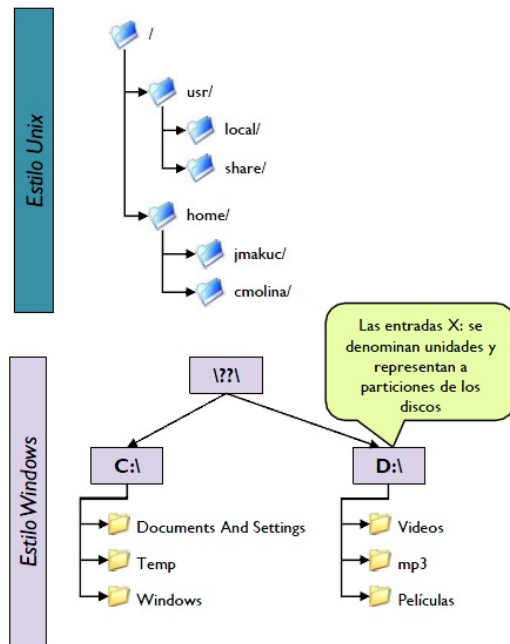 Estilo Unix
/
usr/
local/
share/
home/
jmakuc/
cmolina/
Estilo Windows
Las entradas X: se
denominan unidades y
representan a
particiones de los
discos
\??\
C:\
D:\
Documents And Settings
Temp
Windows
Videos
mp3
Películas